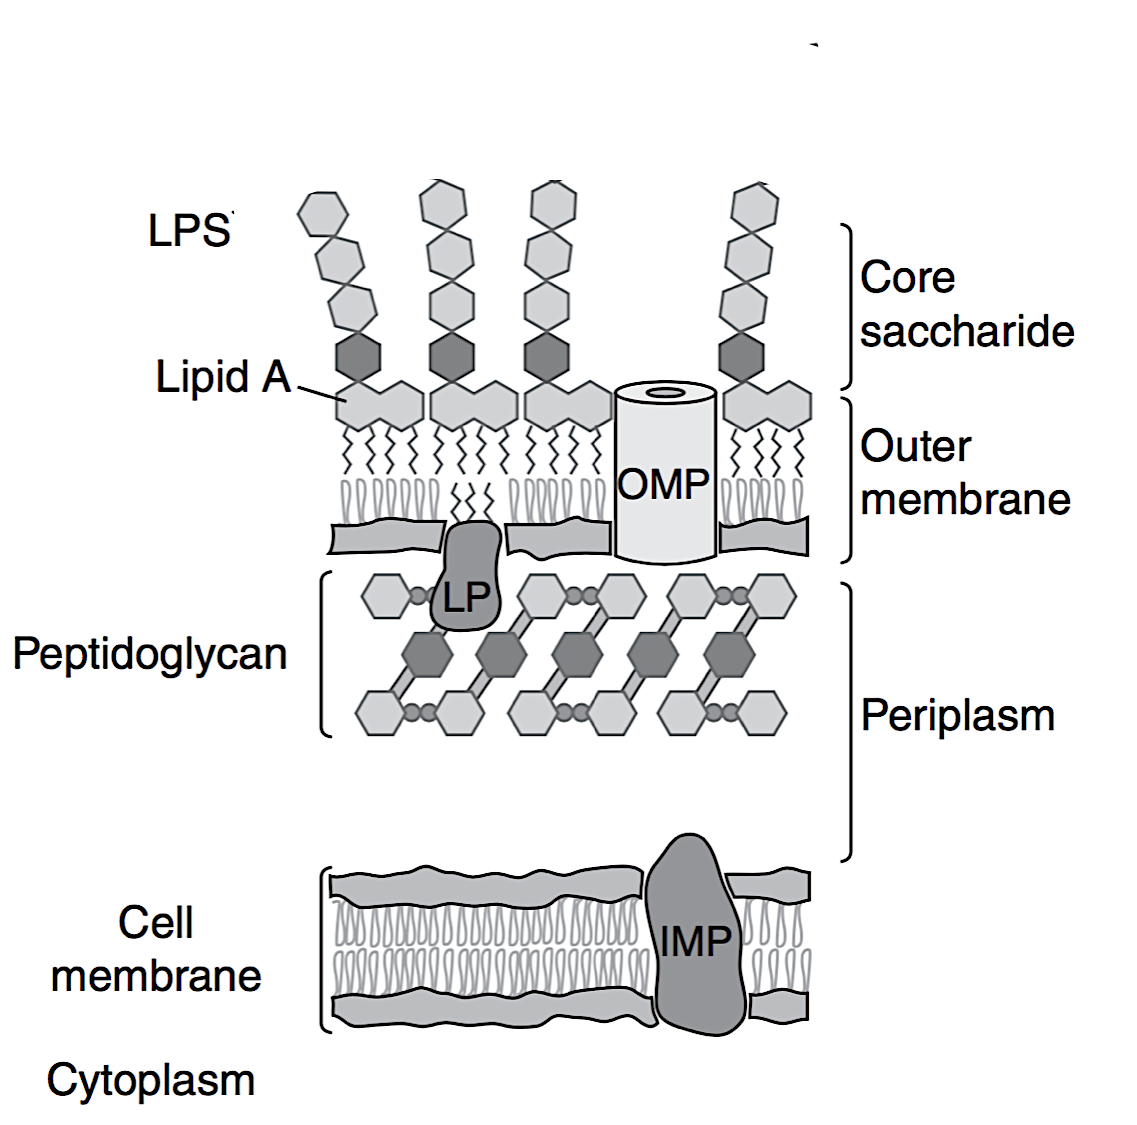 LPS
Core
saccharide
Lipid A
Outer
membrane
OMP
LP
Peptidoglycan
Periplasm
Cell
membrane
IMP
Cytoplasm